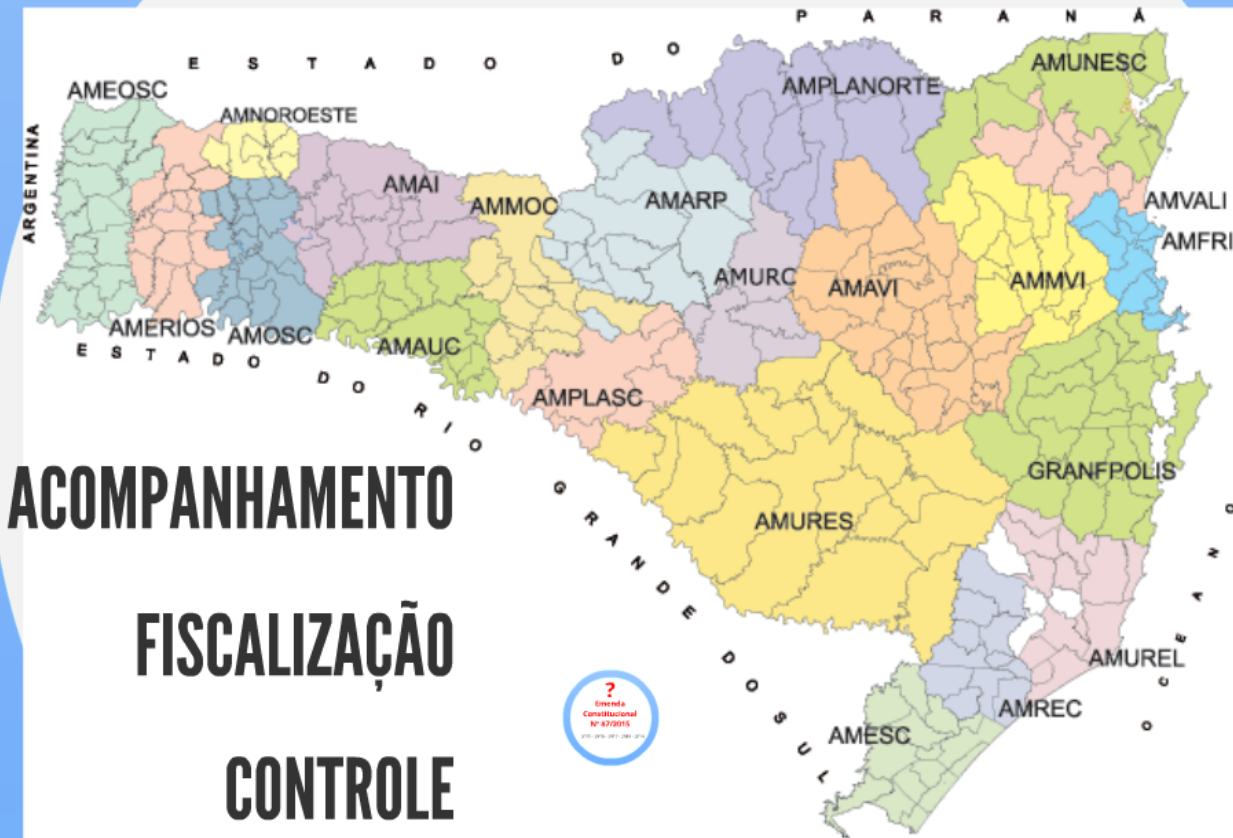 ESTADO DO PARANÁ
AMEOSC
AMNOROESTE
AMPLANORTE
AMUNESC
ARGENTINA
AMAI
AMMOC
AMARP
AMVALI
AMFRI
AMURC
AMAVI
AMMVI
AMERIOS
AMOSC
AMAUC
AMPLASC
ESTADO DO RIO GRANDE DO SUL
GRANFPOLIS
AMURES
ACOMPANHAMENTO
FISCALIZAÇÃO
CONTROLE
?
Emenda
Constitucional
Nº 87/2015
AMUREL
AMREC
AMESC
OCEANO